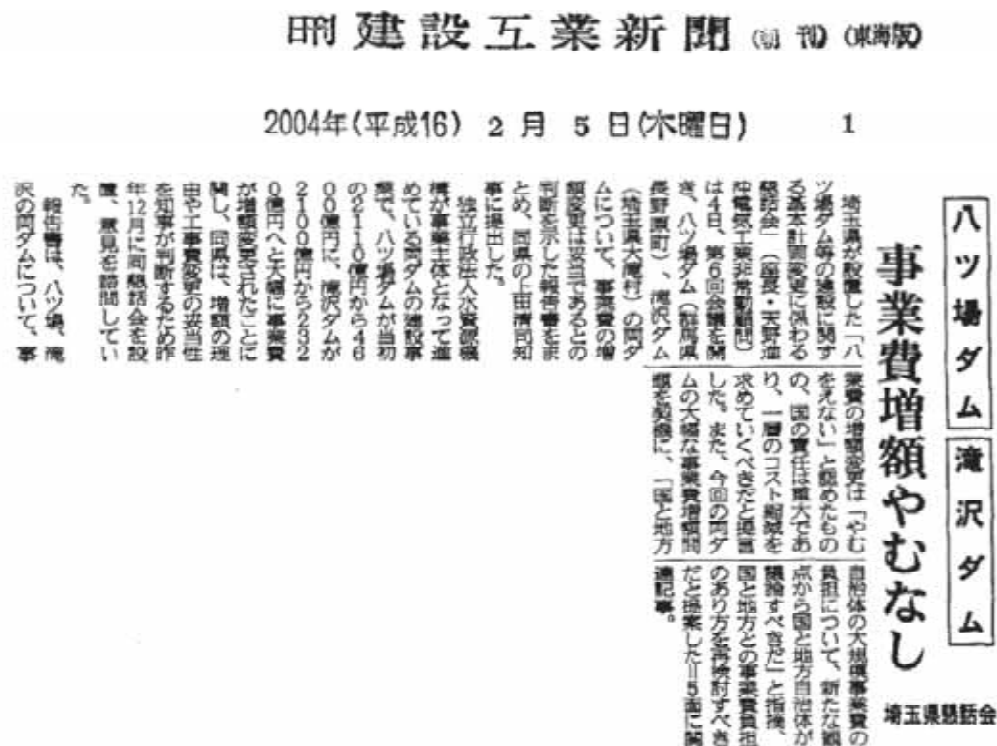 日刊 建設工業新聞 (朝刊) (東海版)
2004年(平成16) 2月 5日(木曜日) 1
八ツ場ダム
滝沢ダム
事業費増額やむなし
埼玉県懇話会
埼玉県が設置した「八
ツ場ダム等の建設に関す
る基本計画変更に係わる
懇話会」(座長・天野進
沖電気工業非常勤顧問)
は4日、第6回会議を開
き、八ツ場ダム(群馬県
長野原町)、滝沢ダム
(埼玉県大滝村)の両ダ
ムについて、事業費の増
額変更は妥当であるとの
判断を示した報告書をま
とめ、同県の上田清司知
事に提出した。
独立行政法人水資源機
構が事業主体となって進
めている両ダムの建設事
業で、八ツ場ダムが当初
の2110億円から46
00億円に、滝沢ダムが
2100億円から232
0億円へと大幅に事業費
が増額変更されたことに
関し、同県は、増額の理
由や工事費変更の妥当性
を知事が判断するため昨
年12月に同懇話会を設
置、意見を諮問してい
た。
報告書は、八ツ場、滝
沢の両ダムについて、事
業費の増額変更は「やむ
をえない」と認めたもの
の、国の責任は重大であ
り、一層のコスト縮減を
求めていくべきだと提言
した。また、今回の両ダ
ムの大幅な事業費増額問
題を契機に、「国と地方
自治体の大規模事業費の
負担について、新たな観
点から国と地方自治体が
議論すべきだ」と指摘、
国と地方との事業費負担
のあり方を再検討すべき
だと提案した=5面に関
連記事。